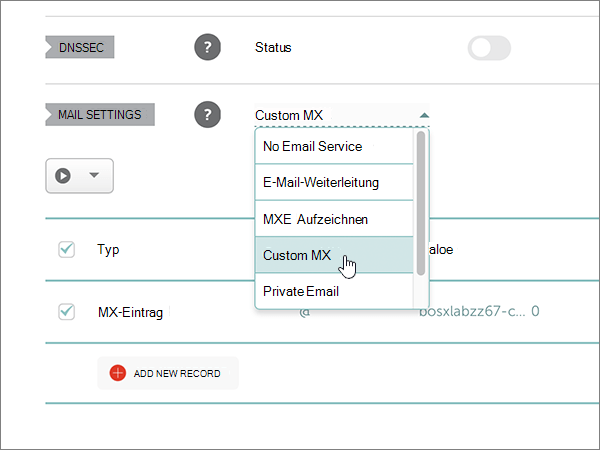 DNSSEC ? Status
MAIL SETTINGS ? Custom MX
No Email Service
E-Mail-Weiterleitung
MXE Aufzeichnen
Custom MX
Private Email
Typ aloe
MX-Eintrag @ bosxlabzz67-c... 0
ADD NEW RECORD